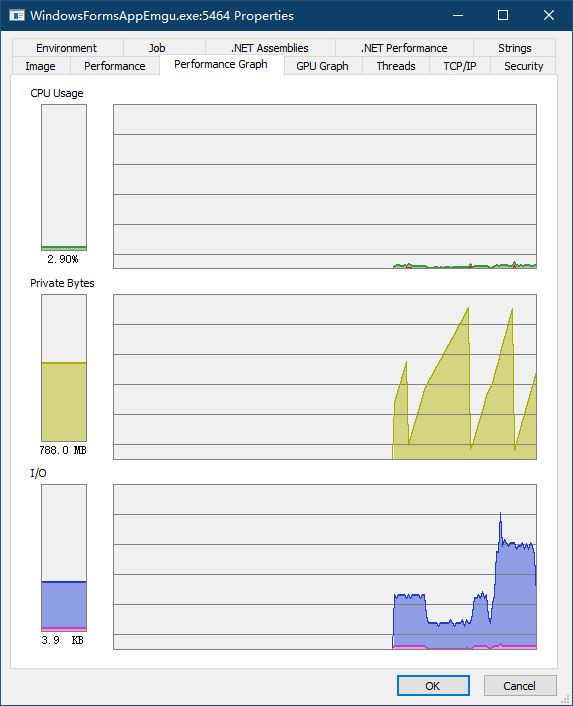 WindowsFormsAppEmgu.exe:5464 Properties
Environment Job .NET Assemblies .NET Performance Strings
Image Performance Performance Graph GPU Graph Threads TCP/IP Security
CPU Usage
2.90%
Private Bytes
788.0 MB
I/O
3.9 KB
OK Cancel